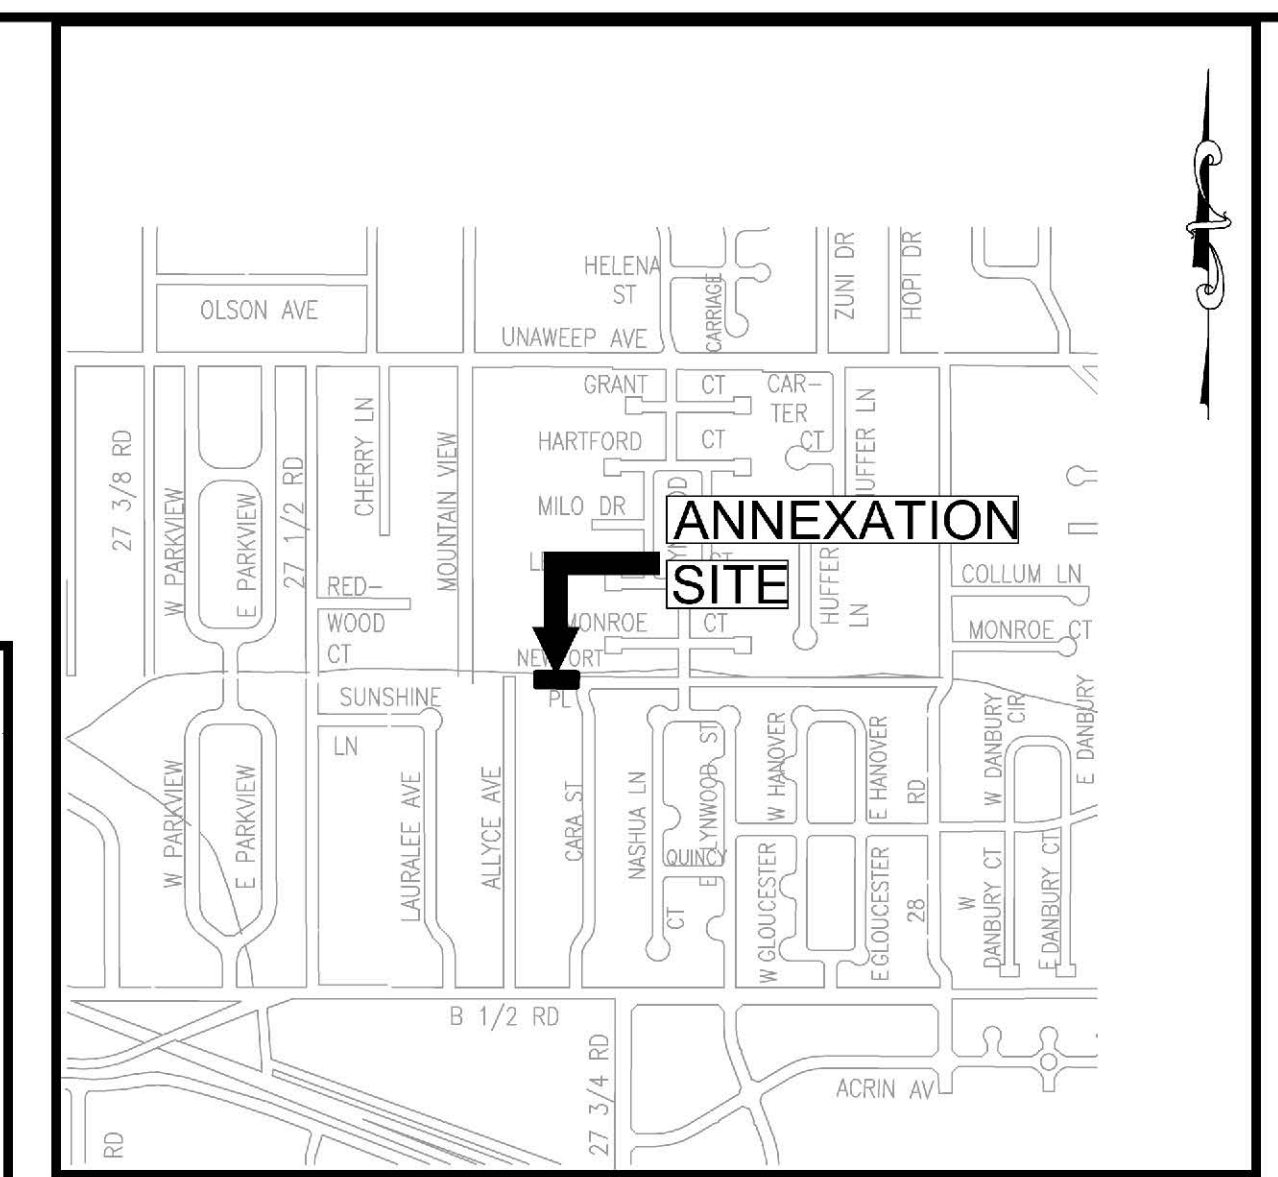 HELENA
ST
CARRIAGE
ZUNI DR
HOPI DR
OLSON AVE
UNAWEEP AVE
GRANT CT
CAR-
TER
CT
HARTFORD CT
27 3/8 RD
W PARKVIEW
E PARKVIEW
27 1/2 RD
CHERRY LN
MOUNTAIN VIEW
MILO DR
UFFER LN
ANNEXATION
SITE
CT
HUFFER
LN
COLLUM LN
RED-
WOOD
CT
MONROE CT
MONROE CT
PL
SUNSHINE
LN
W PARKVIEW
E PARKVIEW
LAURALEE AVE
ALLYCE AVE
CARA ST
NASHUA LN
E LYNWOOD ST
QUINCY
CT
W HANOVER
E HANOVER
W GLOUCESTER
E GLOUCESTER
28 RD
W DANBURY
CIR
E DANBURY
W
DANBURY CT
E DANBURY CT
B 1/2 RD
27 3/4 RD
ACRIN AV
RD